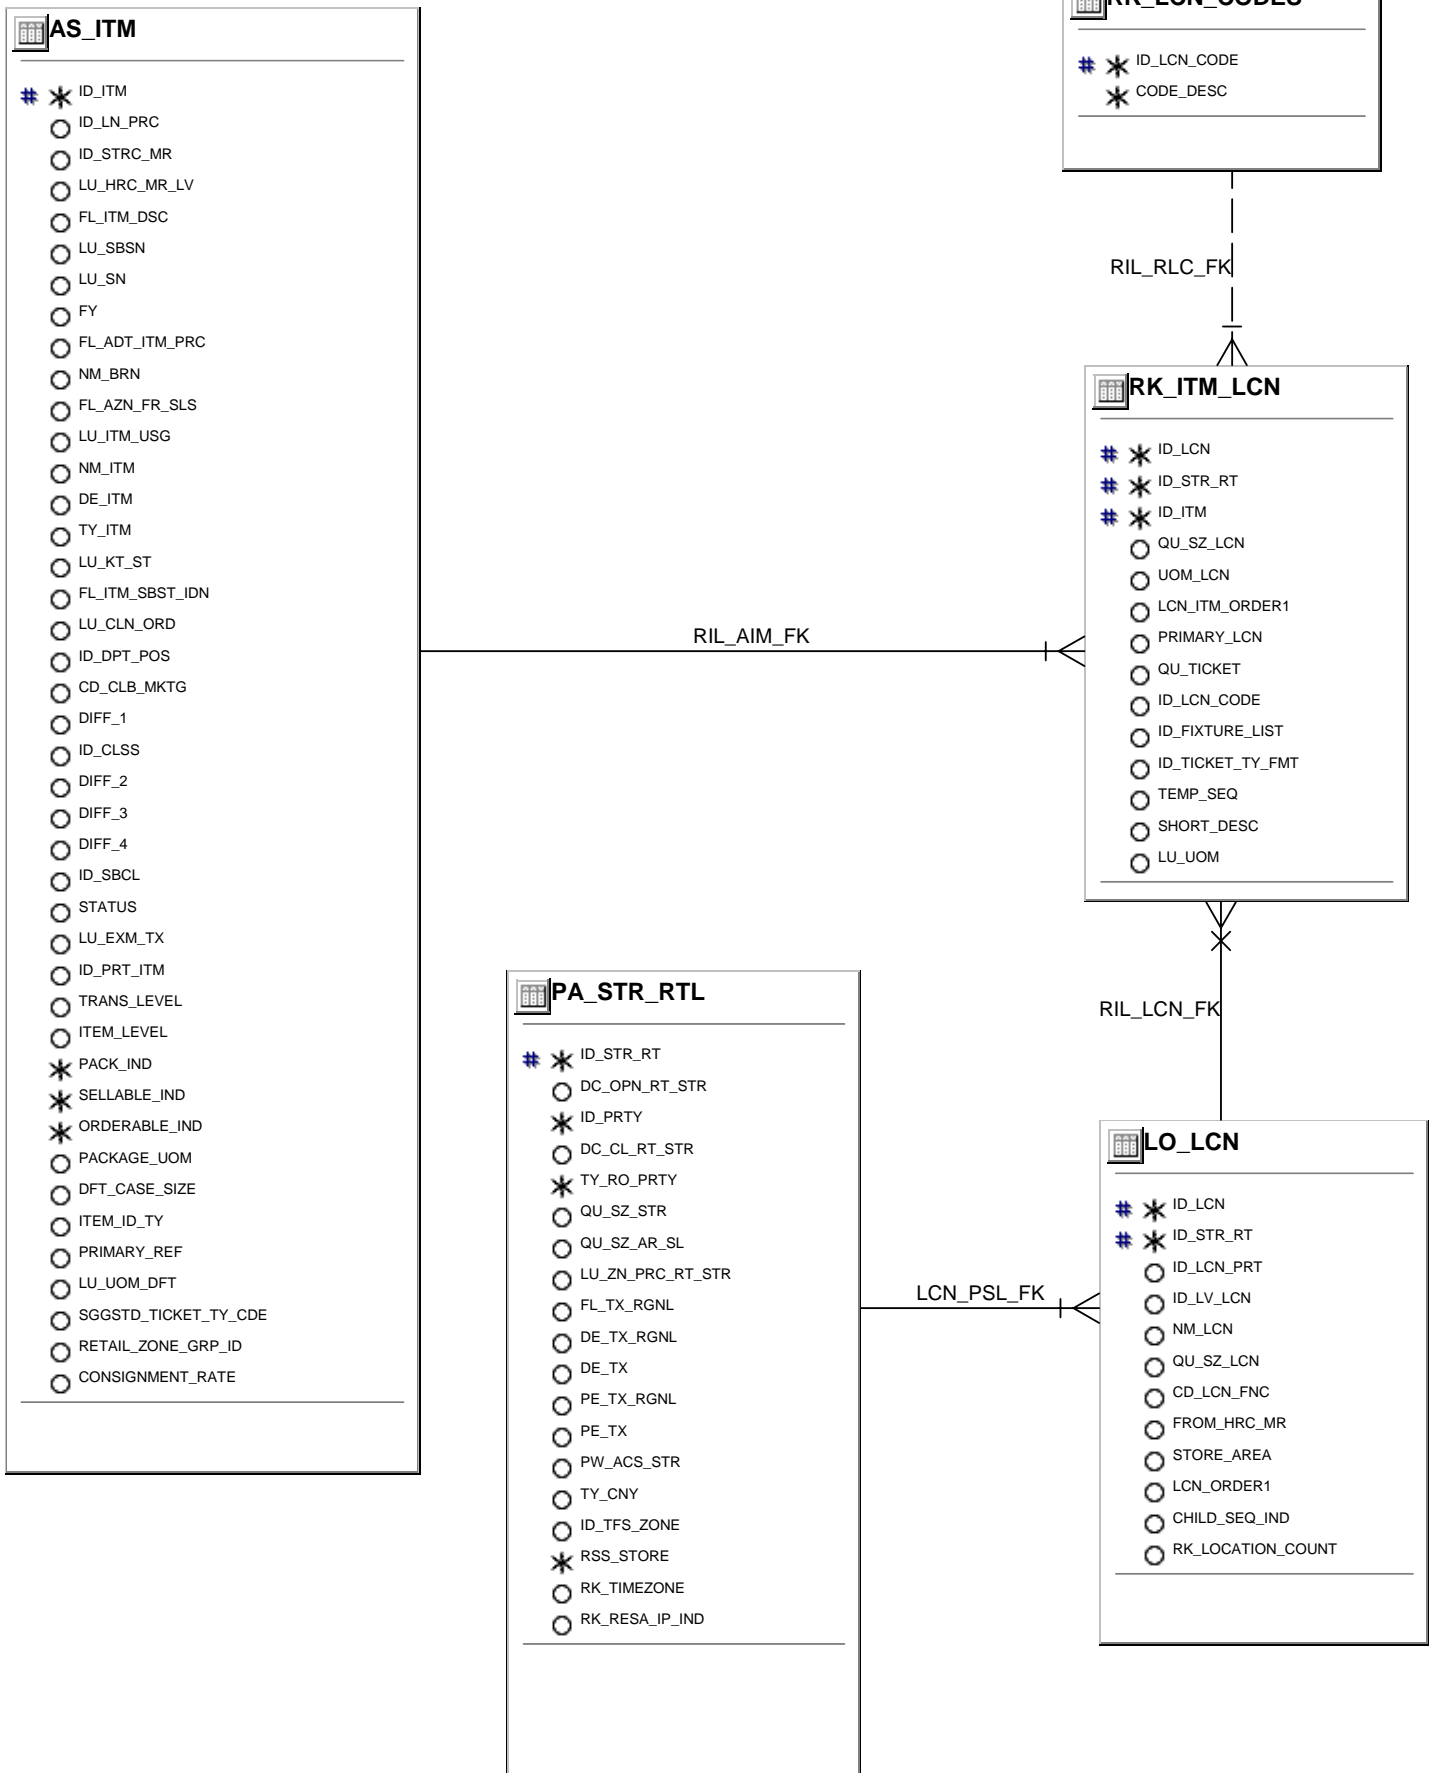 AS_ITM
ID_ITM
ID_LN_PRC
ID_STRC_MR
LU_HRC_MR_LV
FL_ITM_DSC
LU_SBSN
LU_SN
FY
FL_ADT_ITM_PRC
NM_BRN
FL_AZN_FR_SLS
LU_ITM_USG
NM_ITM
DE_ITM
TY_ITM
LU_KT_ST
FL_ITM_SBST_IDN
LU_CLN_ORD
ID_DPT_POS
CD_CLB_MKTG
DIFF_1
ID_CLSS
DIFF_2
DIFF_3
DIFF_4
ID_SBCL
STATUS
LU_EXM_TX
ID_PRT_ITM
TRANS_LEVEL
ITEM_LEVEL
PACK_IND
SELLABLE_IND
ORDERABLE_IND
PACKAGE_UOM
DFT_CASE_SIZE
ITEM_ID_TY
PRIMARY_REF
LU_UOM_DFT
SGGSTD_TICKET_TY_CDE
RETAIL_ZONE_GRP_ID
CONSIGNMENT_RATE
RK_LCN_CODES
ID_LCN_CODE
CODE_DESC
RIL_RLC_FK
RK_ITM_LCN
ID_LCN
ID_STR_RT
ID_ITM
QU_SZ_LCN
UOM_LCN
LCN_ITM_ORDER1
PRIMARY_LCN
QU_TICKET
ID_LCN_CODE
ID_FIXTURE_LIST
ID_TICKET_TY_FMT
TEMP_SEQ
SHORT_DESC
LU_UOM
RIL_AIM_FK
PA_STR_RTL
ID_STR_RT
DC_OPN_RT_STR
ID_PRTY
DC_CL_RT_STR
TY_RO_PRTY
QU_SZ_STR
QU_SZ_AR_SL
LU_ZN_PRC_RT_STR
FL_TX_RGNL
DE_TX_RGNL
DE_TX
PE_TX_RGNL
PE_TX
PW_ACS_STR
TY_CNY
ID_TFS_ZONE
RSS_STORE
RK_TIMEZONE
RK_RESA_IP_IND
RIL_LCN_FK
LCN_PSL_FK
LO_LCN
ID_LCN
ID_STR_RT
ID_LCN_PRT
ID_LV_LCN
NM_LCN
QU_SZ_LCN
CD_LCN_FNC
FROM_HRC_MR
STORE_AREA
LCN_ORDER1
CHILD_SEQ_IND
RK_LOCATION_COUNT